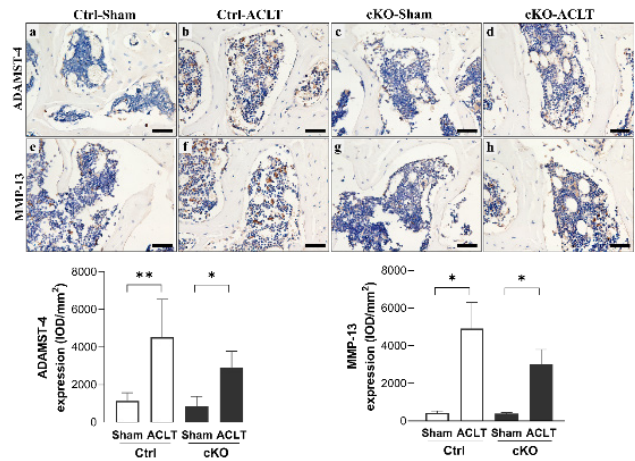 Ctrl-Sham Ctrl-ACLT cKO-Sham cKO-ACLT
ADAMST-4
a b c d
MMP-13
e f g h
ADAMST-4
expression (IOD/mm²)
8000
6000
4000
2000
0
** *
Sham ACLT Sham ACLT
Ctrl cKO
MMP-13
expression (IOD/mm²)
8000
6000
4000
2000
0
* *
Sham ACLT Sham ACLT
Ctrl cKO